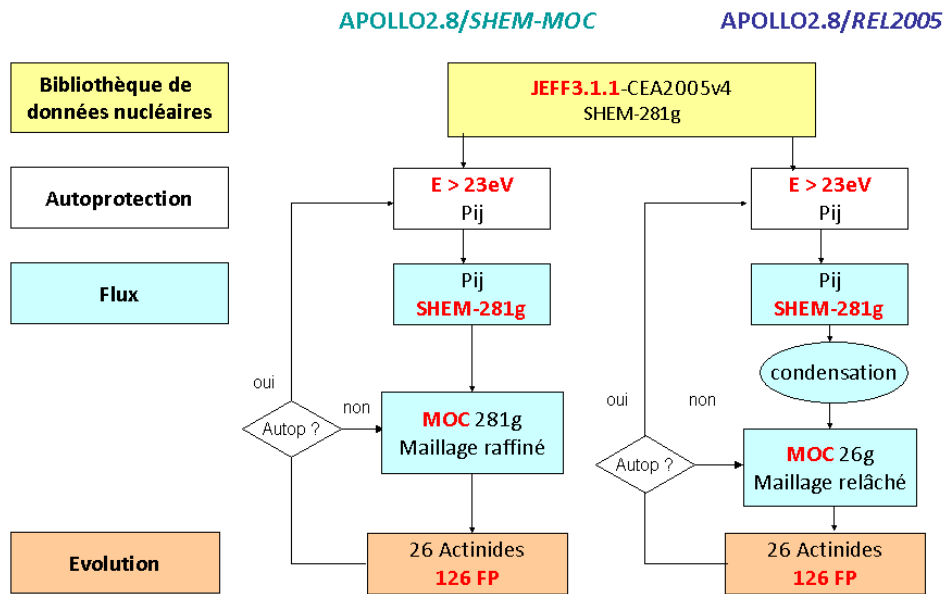 APOLLO2.8/SHEM-MOC
APOLLO2.8/REL2005
Bibliothèque de
données nucléaires
JEFF3.1.1-CEA2005v4
SHEM-281g
Autoprotection
E > 23eV
Pij
E > 23eV
Pij
Flux
Pij
SHEM-281g
Pij
SHEM-281g
condensation
oui
non
Autop ?
MOC 281g
Maillage raffiné
oui
non
Autop ?
MOC 26g
Maillage relâché
Evolution
26 Actinides
126 FP
26 Actinides
126 FP